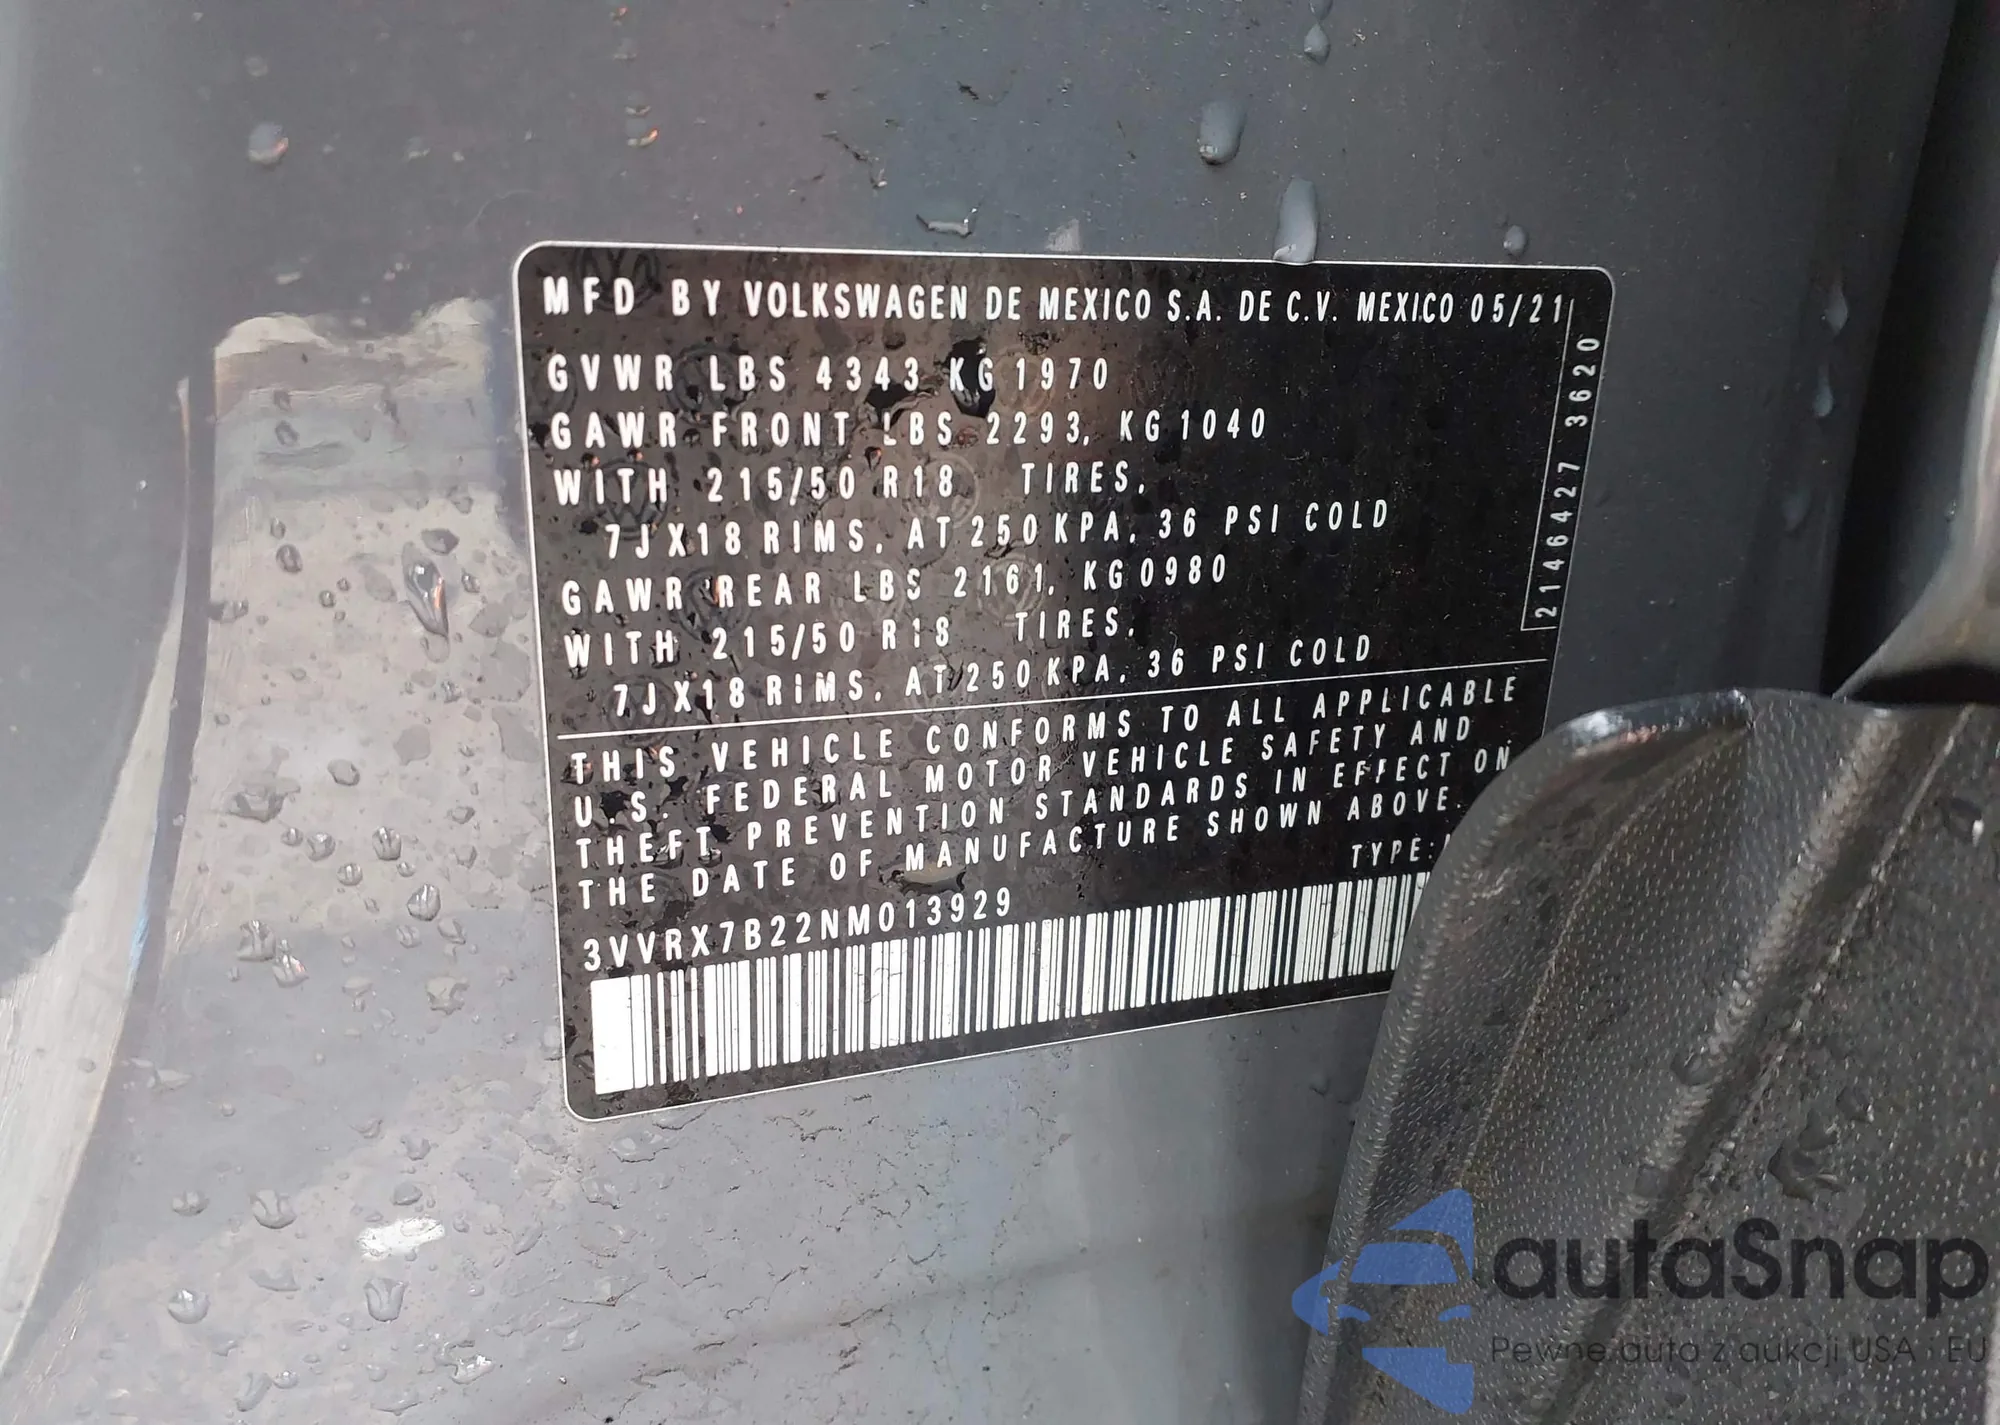 MFD BY VOLKSWAGEN DE MEXICO S.A. DE C.V. MEXICO 05/21
GVWR LBS 4343 KG 1970
GAWR FRONT LBS 2293, KG 1040
WITH 215/50 R18 TIRES,
7J X18 RIMS, AT 250 KPA, 36 PSI COLD
GAWR REAR LBS 2161, KG 0980
WITH 215/50 R18 TIRES,
7J X18 RIMS, AT 250 KPA, 36 PSI COLD
2146427 3620
THIS VEHICLE CONFORMS TO ALL APPLICABLE
U.S. FEDERAL MOTOR VEHICLE SAFETY AND
THEFT PREVENTION STANDARDS IN EFFECT ON
THE DATE OF MANUFACTURE SHOWN ABOVE.
TYPE:
3VVRX7B22NM013929
autaSnap
Pewne auta z aukcji USA i EU